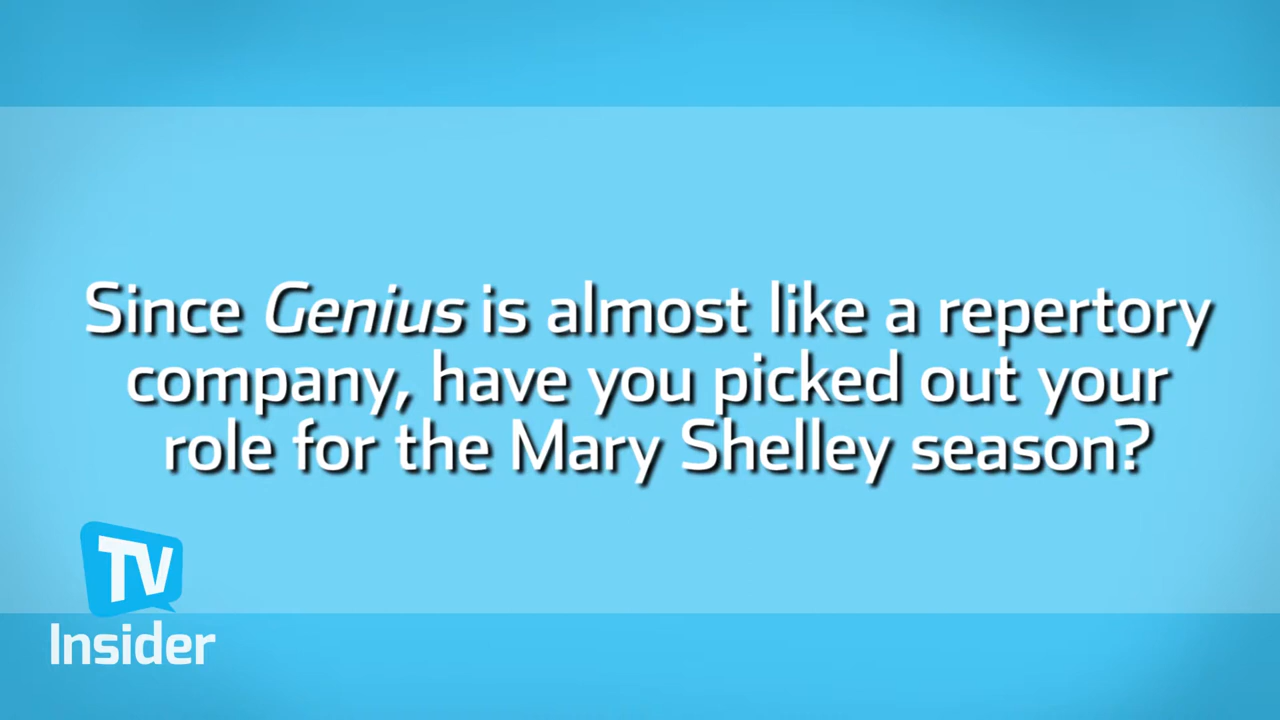 Since Genius is almost like a repertory
company, have you picked out your
role for the Mary Shelley season?
TV
Insider